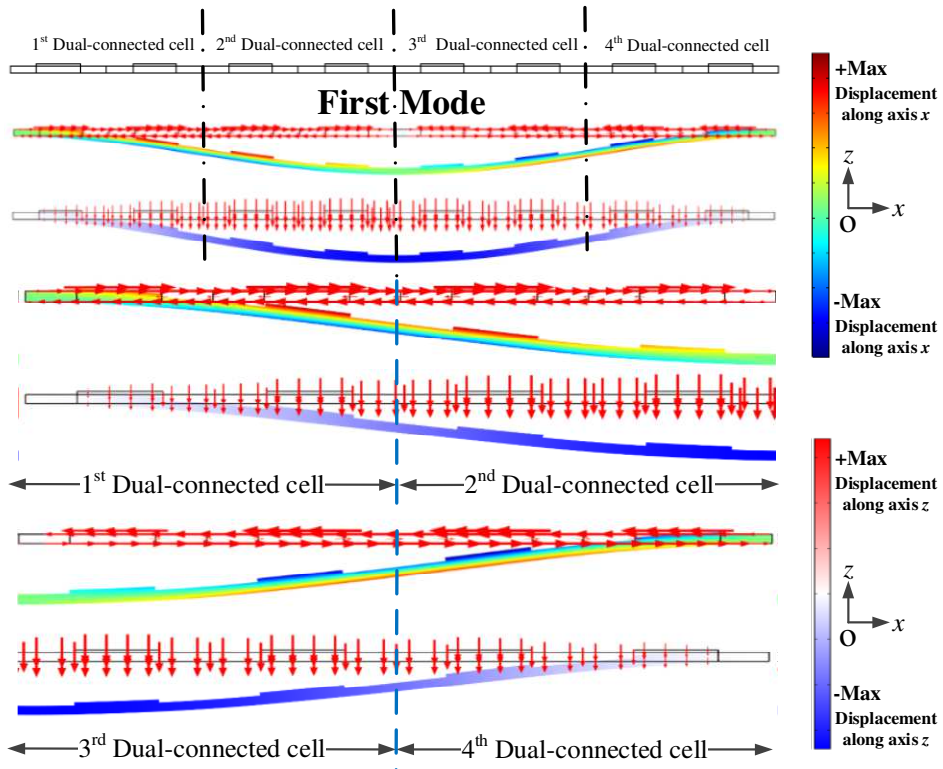 1st Dual-connected cell 2nd Dual-connected cell 3rd Dual-connected cell 4th Dual-connected cell
First Mode
+Max
Displacement
along axis x
z
O
x
-Max
Displacement
along axis x
1st Dual-connected cell 2nd Dual-connected cell
+Max
Displacement
along axis z
z
O
x
-Max
Displacement
along axis z
3rd Dual-connected cell 4th Dual-connected cell